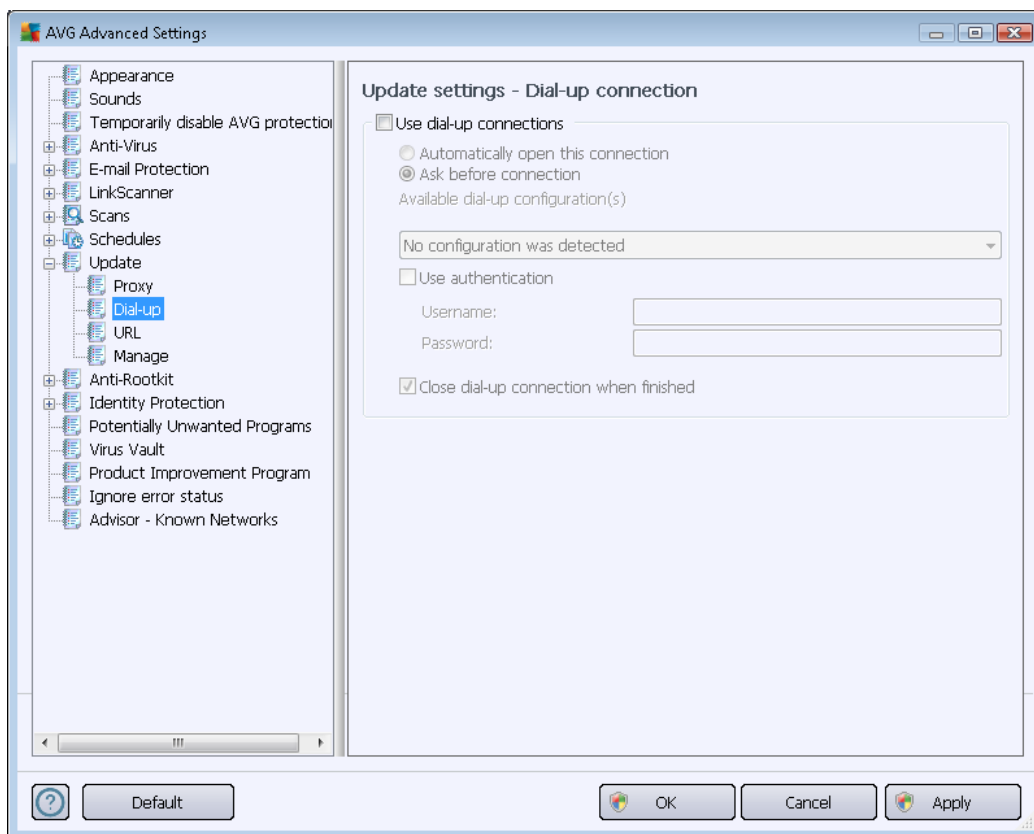 AVG Advanced Settings
Appearance
Sounds
Temporarily disable AVG protection
Anti-Virus
E-mail Protection
LinkScanner
Scans
Schedules
Update
Proxy
Dial-up
URL
Manage
Anti-Rootkit
Identity Protection
Potentially Unwanted Programs
Virus Vault
Product Improvement Program
Ignore error status
Advisor - Known Networks
Update settings - Dial-up connection
Use dial-up connections
Automatically open this connection
Ask before connection
Available dial-up configuration(s)
No configuration was detected
Use authentication
Username:
Password:
Close dial-up connection when finished
? Default OK Cancel Apply